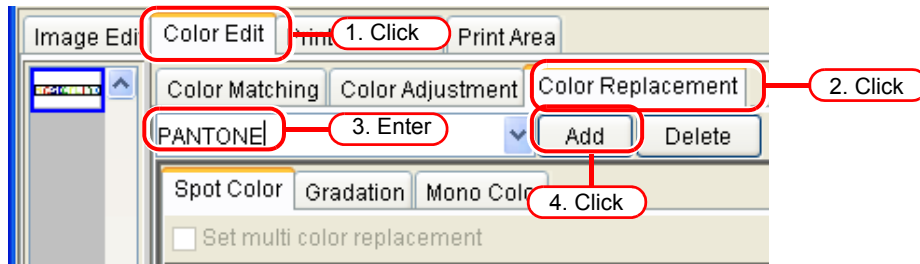 Image Edi Color Edit Print 1. Click Print Area
Color Matching Color Adjustment Color Replacement 2. Click
PANTONE 3. Enter Add Delete
Spot Color Gradation Mono Colo 4. Click
Set multi color replacement